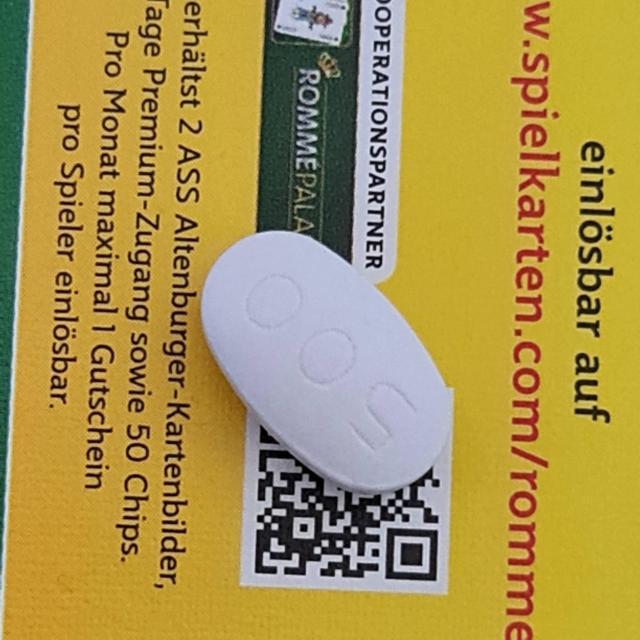 einlösbar auf
w.spielkarten.com/romme
OOPERATIONSPARTNER
ROMMEPALA
500
erhältst 2 ASS Altenburger-Kartenbilder,
Tage Premium-Zugang sowie 50 Chips.
Pro Monat maximal 1 Gutschein
pro Spieler einlösbar.